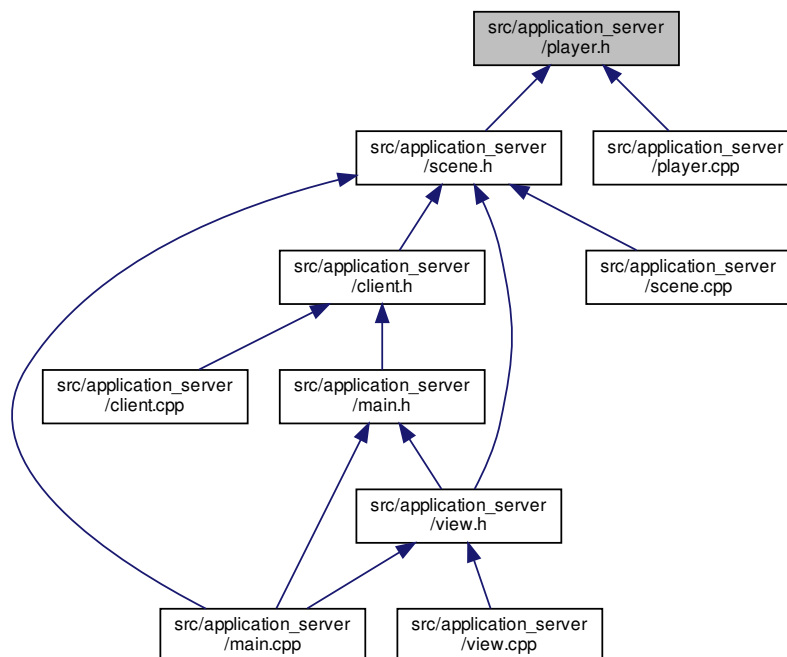 src/application_server
/player.h
src/application_server
/scene.h
src/application_server
/player.cpp
src/application_server
/client.h
src/application_server
/scene.cpp
src/application_server
/client.cpp
src/application_server
/main.h
src/application_server
/view.h
src/application_server
/main.cpp
src/application_server
/view.cpp